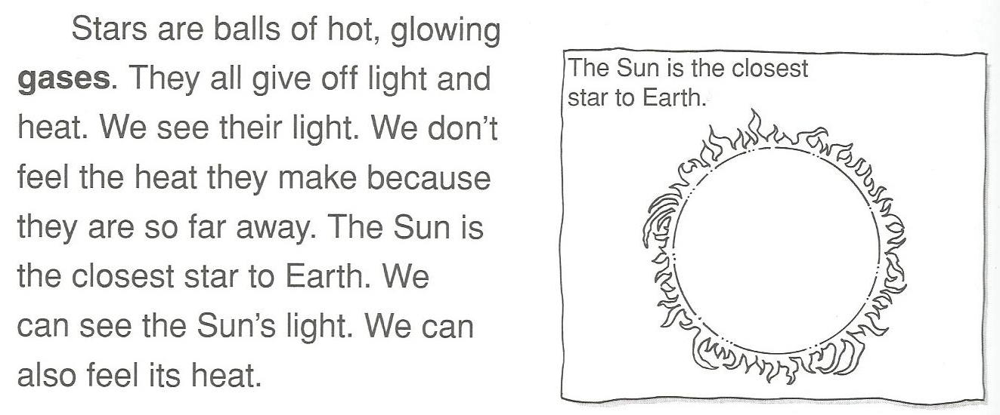 Stars are balls of hot, glowing
gases. They all give off light and
heat. We see their light. We don't
feel the heat they make because
they are so far away. The Sun is
the closest star to Earth. We
can see the Sun's light. We can
also feel its heat.
The Sun is the closest
star to Earth.